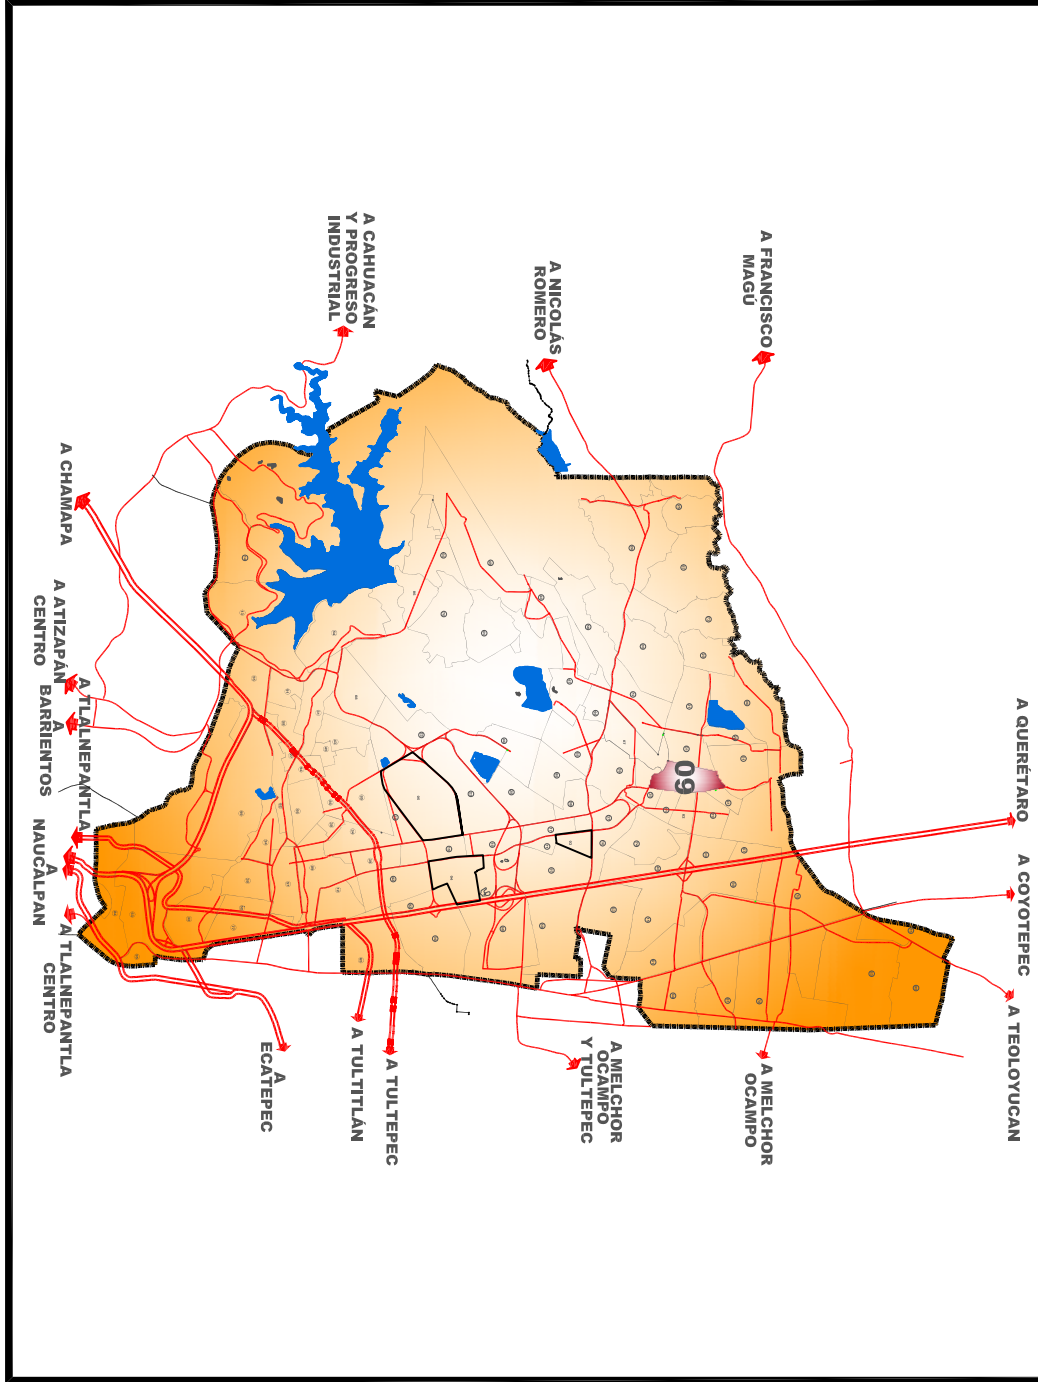 A QUERÉTARO
A COYOTEPEC
A TEOLOYUCAN
A FRANCISCO
MAGÚ
A MELCHOR
OCAMPO
09
A MELCHOR
OCAMPO
Y TULTEPEC
A NICOLÁS
ROMERO
A TULTEPEC
A CAHUACÁN
Y PROGRESO
INDUSTRIAL
A TULTITLÁN
A
ECATEPEC
A CHAMAPA
A ATIZAPÁN
CENTRO
A
BARRIENTOS
A TLALNEPANTLA
A
NAUCALPAN
A TLALNEPANTLA
CENTRO